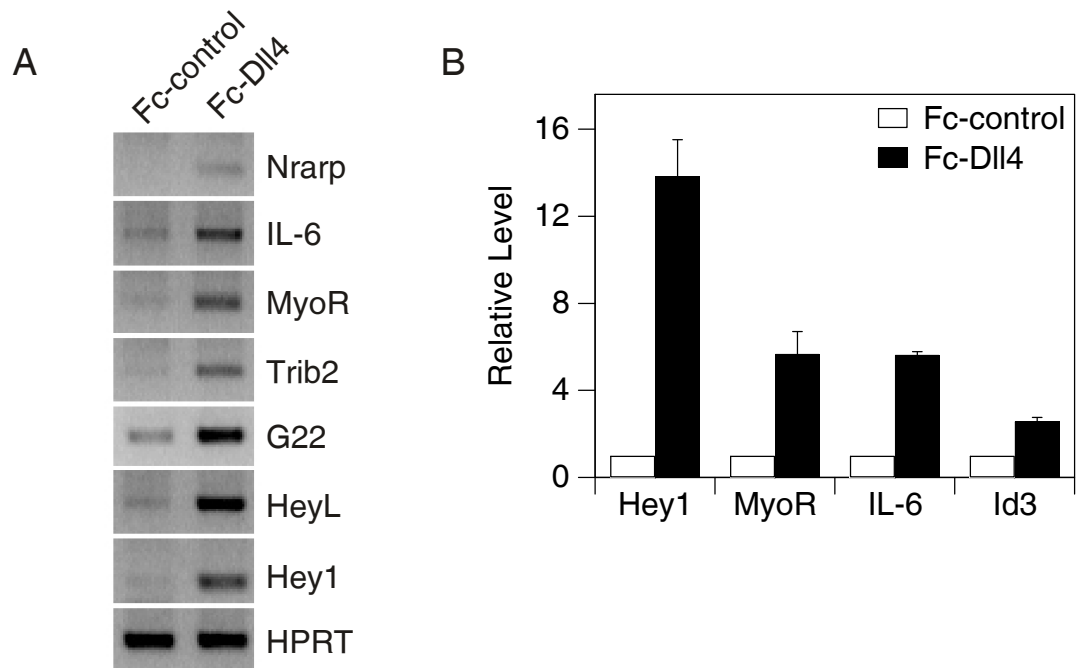 A
Fc-control
Fc-Dll4
Nrarp
IL-6
MyoR
Trib2
G22
HeyL
Hey1
HPRT
B
Fc-control
Fc-Dll4
Relative Level
16
12
8
4
0
Hey1 MyoR IL-6 Id3